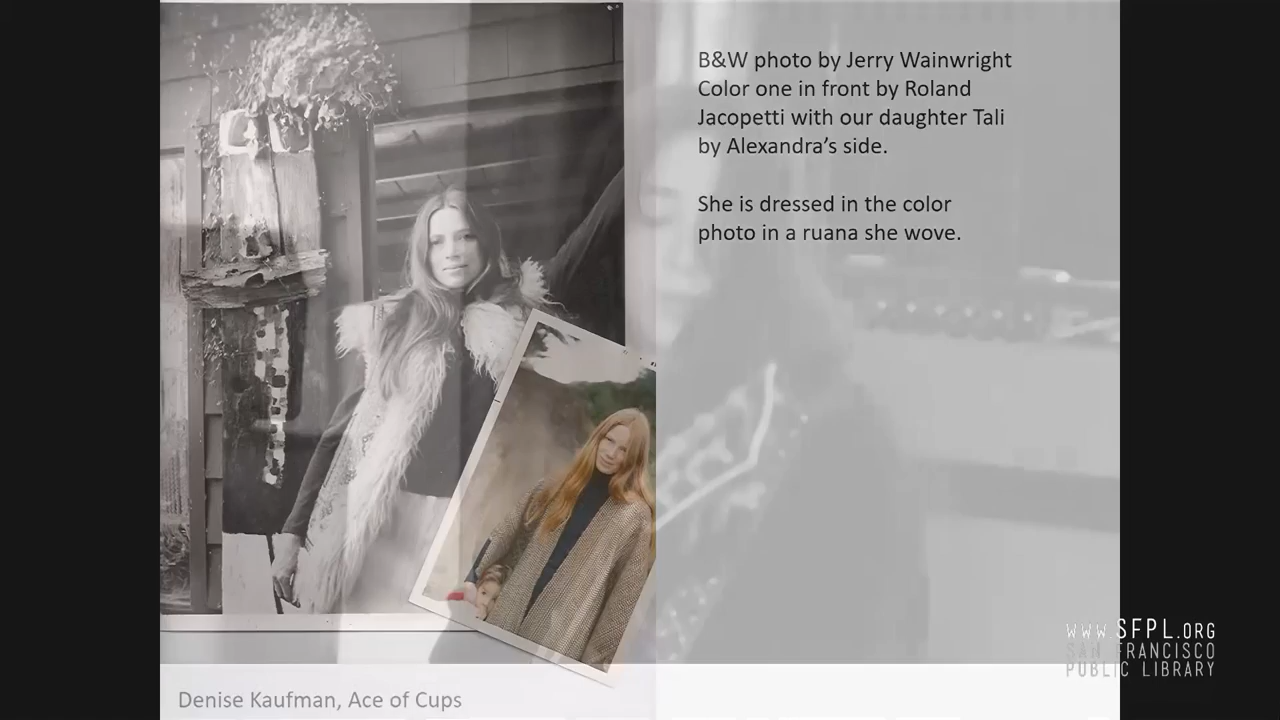 B&W photo by Jerry Wainwright
Color one in front by Roland
Jacopetti with our daughter Tali
by Alexandra’s side.
She is dressed in the color
photo in a ruana she wove.
WWW.SFPL.ORG
SAN FRANCISCO
PUBLIC LIBRARY
Denise Kaufman, Ace of Cups